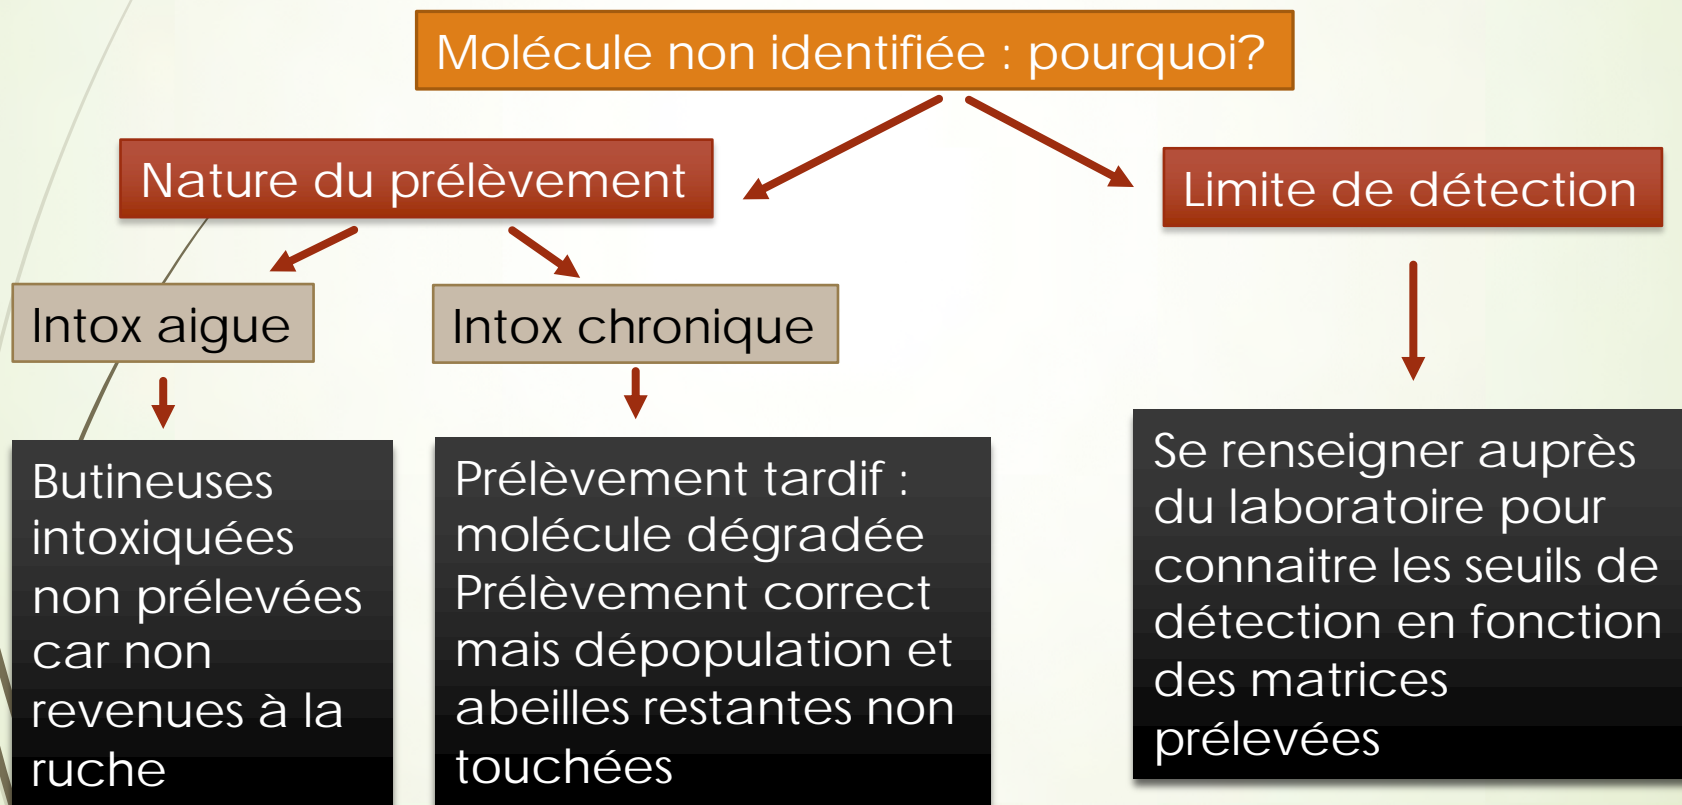 Molécule non identifiée : pourquoi?
Nature du prélèvement
Limite de détection
Intox aigue
Intox chronique
Butineuses
intoxiquées
non prélevées
car non
revenues à la
ruche
Prélèvement tardif :
molécule dégradée
Prélèvement correct
mais dépopulation et
abeilles restantes non
touchées
Se renseigner auprès
du laboratoire pour
connaitre les seuils de
détection en fonction
des matrices
prélevées